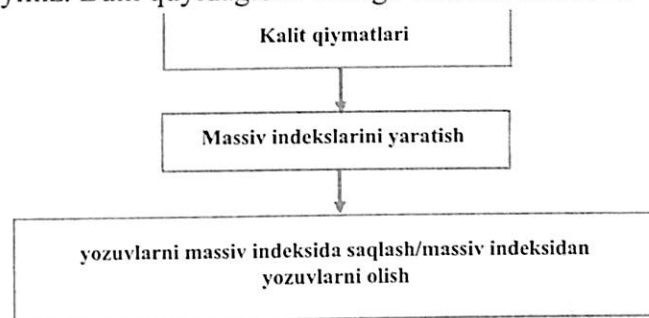 Kalit qiymatlari
Massiv indekslarini yaratish
yozuvlarni massiv indeksida saqlash/massiv indeksidan
yozuvlarni olish